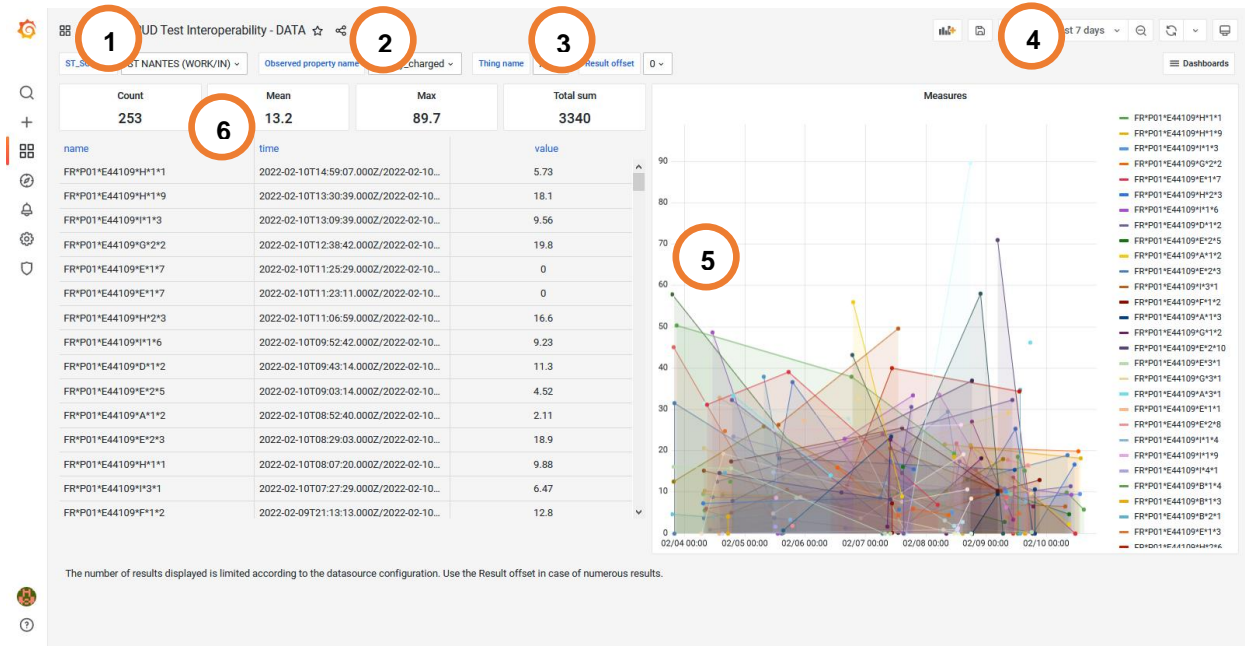 1
2
3
4
UD Test Interoperability - DATA
st 7 days
ST NANTES (WORK/IN)
Observed property name
charged
Thing name
Result offset
0
Dashboards
Count
253
Mean
13.2
Max
89.7
Total sum
3340
6
name time value
FR*P01*E44109*H*1*1 2022-02-10T14:59:07.000Z/2022-02-10... 5.73
FR*P01*E44109*H*1*9 2022-02-10T13:30:39.000Z/2022-02-10... 18.1
FR*P01*E44109*I*1*3 2022-02-10T13:09:39.000Z/2022-02-10... 9.56
FR*P01*E44109*G*2*2 2022-02-10T12:38:42.000Z/2022-02-10... 19.8
FR*P01*E44109*E*1*7 2022-02-10T11:25:29.000Z/2022-02-10... 0
FR*P01*E44109*E*1*7 2022-02-10T11:23:11.000Z/2022-02-10... 0
FR*P01*E44109*H*2*3 2022-02-10T11:06:59.000Z/2022-02-10... 16.6
FR*P01*E44109*I*1*6 2022-02-10T09:52:42.000Z/2022-02-10... 9.23
FR*P01*E44109*D*1*2 2022-02-10T09:43:14.000Z/2022-02-10... 11.3
FR*P01*E44109*E*2*5 2022-02-10T09:03:14.000Z/2022-02-10... 4.52
FR*P01*E44109*A*1*2 2022-02-10T08:52:40.000Z/2022-02-10... 2.11
FR*P01*E44109*E*2*3 2022-02-10T08:29:03.000Z/2022-02-10... 18.9
FR*P01*E44109*H*1*1 2022-02-10T08:07:20.000Z/2022-02-10... 9.88
FR*P01*E44109*I*3*1 2022-02-10T07:27:29.000Z/2022-02-10... 6.47
FR*P01*E44109*F*1*2 2022-02-09T21:13:13.000Z/2022-02-10... 12.8
Measures
90
80
70
60
50
40
30
20
10
0
5
02/04 00:00 02/05 00:00 02/06 00:00 02/07 00:00 02/08 00:00 02/09 00:00 02/10 00:00
FR*P01*E44109*H*1*1
FR*P01*E44109*H*1*9
FR*P01*E44109*I*1*3
FR*P01*E44109*G*2*2
FR*P01*E44109*E*1*7
FR*P01*E44109*H*2*3
FR*P01*E44109*I*1*6
FR*P01*E44109*D*1*2
FR*P01*E44109*E*2*5
FR*P01*E44109*A*1*2
FR*P01*E44109*E*2*3
FR*P01*E44109*I*3*1
FR*P01*E44109*F*1*2
FR*P01*E44109*A*1*3
FR*P01*E44109*G*1*2
FR*P01*E44109*E*2*10
FR*P01*E44109*E*3*1
FR*P01*E44109*G*3*1
FR*P01*E44109*A*3*1
FR*P01*E44109*E*1*1
FR*P01*E44109*E*2*8
FR*P01*E44109*I*1*4
FR*P01*E44109*I*1*9
FR*P01*E44109*I*4*1
FR*P01*E44109*B*1*4
FR*P01*E44109*B*1*3
FR*P01*E44109*B*2*1
FR*P01*E44109*E*1*3
FR*P01*E44109*H*2*6
The number of results displayed is limited according to the datasource configuration. Use the Result offset in case of numerous results.